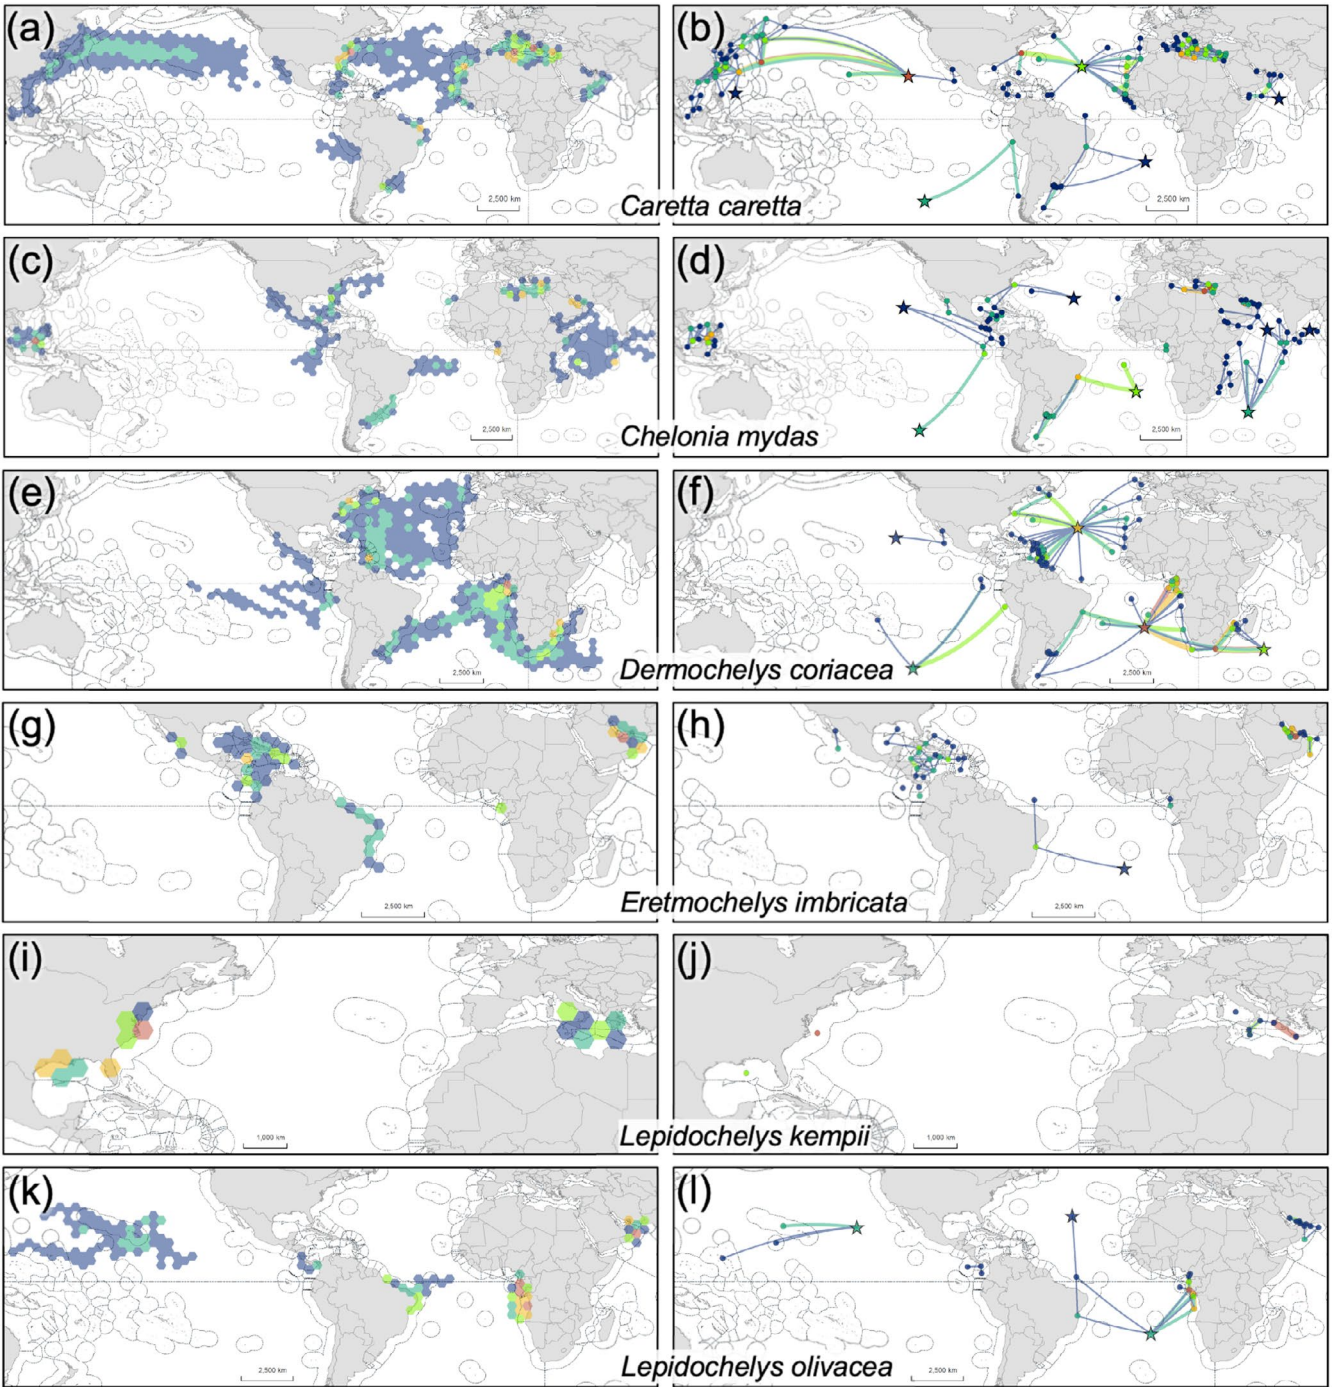 (a)
(b)
2,500 km
2,500 km
Caretta caretta
(c)
(d)
2,500 km
2,500 km
Chelonia mydas
(e)
(f)
2,500 km
2,500 km
Dermochelys coriacea
(g)
(h)
2,500 km
2,500 km
Eretmochelys imbricata
(i)
(j)
1,000 km
1,000 km
Lepidochelys kempii
(k)
(l)
2,500 km
2,500 km
Lepidochelys olivacea